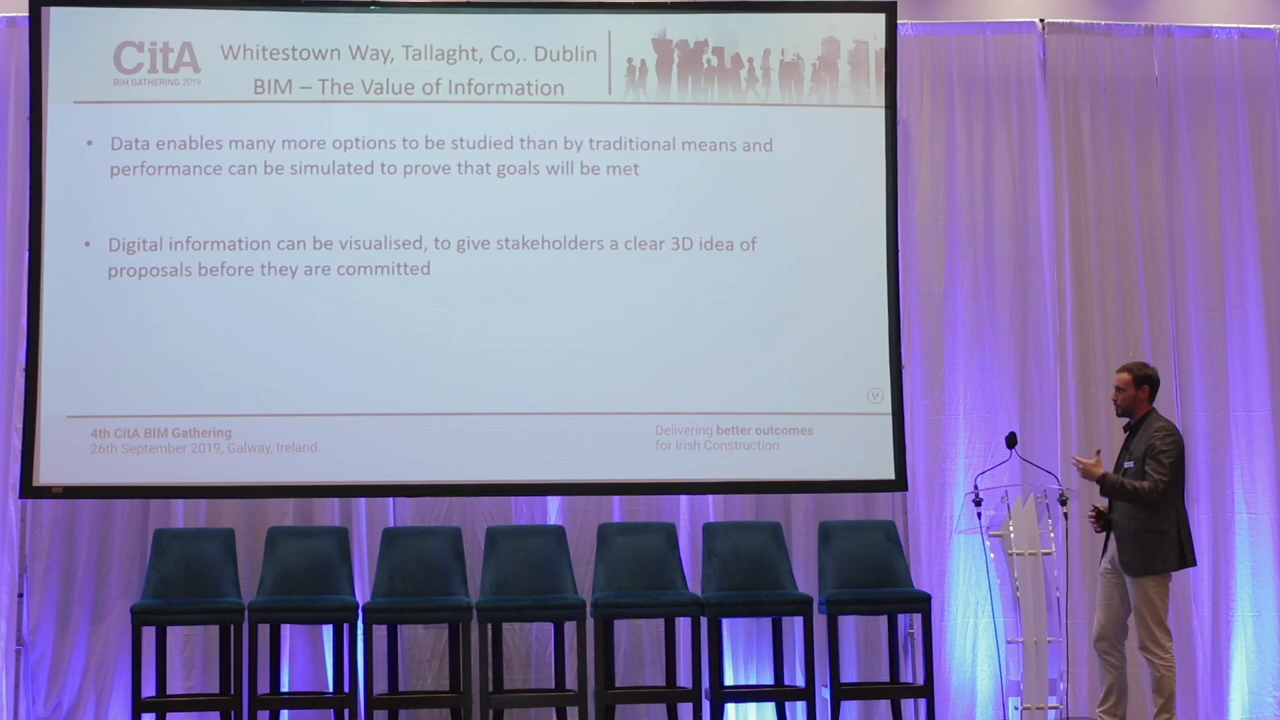 CitA
BIM GATHERING 2019
Whitestown Way, Tallaght, Co,. Dublin
BIM – The Value of Information
• Data enables many more options to be studied than by traditional means and
performance can be simulated to prove that goals will be met
• Digital information can be visualised, to give stakeholders a clear 3D idea of
proposals before they are committed
4th CitA BIM Gathering
26th September 2019, Galway, Ireland.
Delivering better outcomes
for Irish Construction